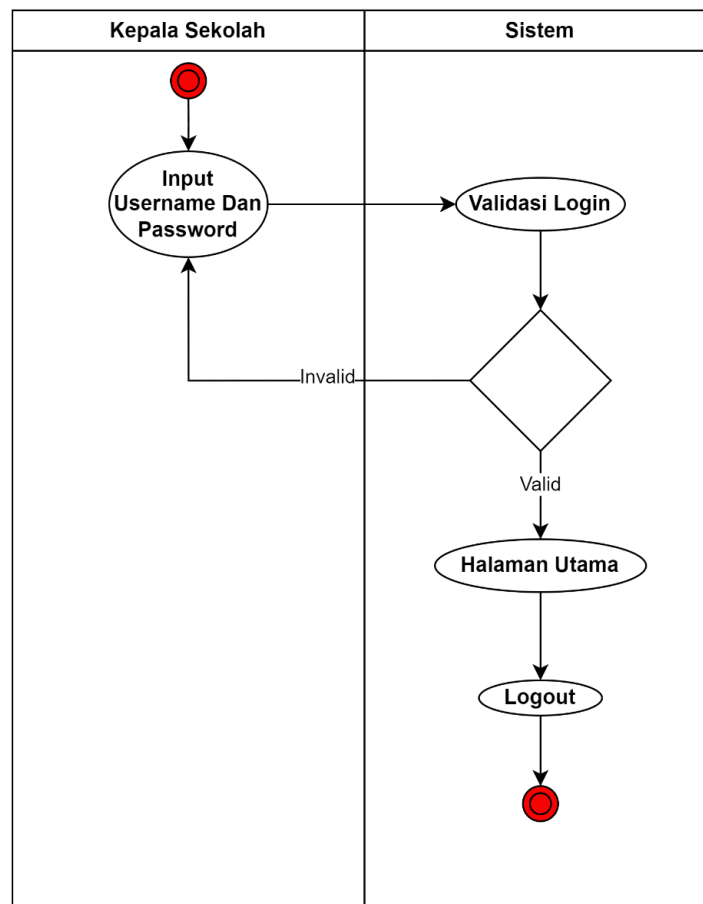 Kepala Sekolah
Sistem
Input
Username Dan
Password
Validasi Login
Invalid
Valid
Halaman Utama
Logout